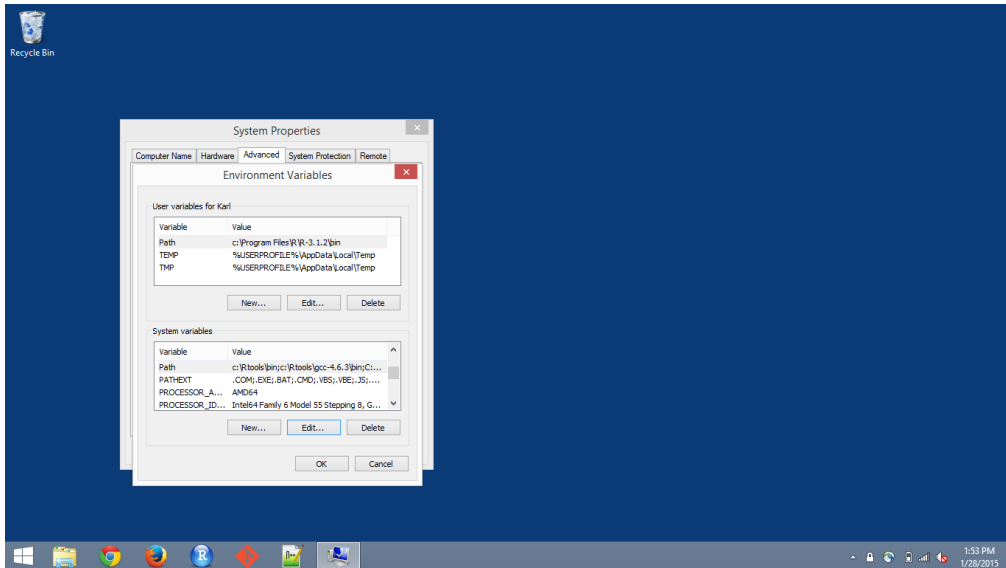 Recycle Bin
System Properties
Computer Name Hardware Advanced System Protection Remote
Environment Variables
User variables for Karl
Variable Value
Path c:\Program Files\R\R-3.1.2\bin
TEMP %USERPROFILE%\AppData\Local\Temp
TMP %USERPROFILE%\AppData\Local\Temp
New... Edit... Delete
System variables
Variable Value
Path c:\Rtools\bin;c:\Rtools\gcc-4.6.3\bin;C:...
PATHEXT .COM;.EXE;.BAT;.CMD;.VBS;.VBE;.JS;....
PROCESSOR_A... AMD64
PROCESSOR_ID... Intel64 Family 6 Model 55 Stepping 8, G...
New... Edit... Delete
OK Cancel
R
n++
1:53 PM
1/28/2015